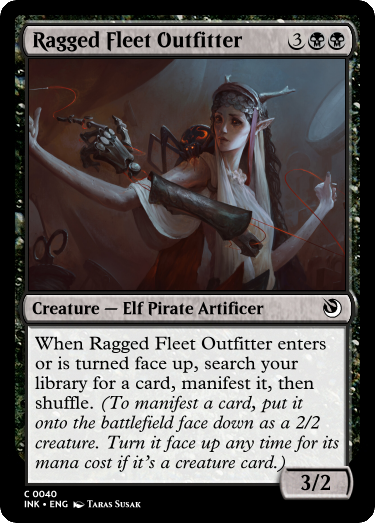 Ragged Fleet Outfitter 3
Creature — Elf Pirate Artificer
When Ragged Fleet Outfitter enters
or is turned face up, search your
library for a card, manifest it, then
shuffle. (To manifest a card, put it
onto the battlefield face down as a 2/2
creature. Turn it face up any time for its
mana cost if it's a creature card.)
3/2
C 0040
INK • ENG Taras Susak